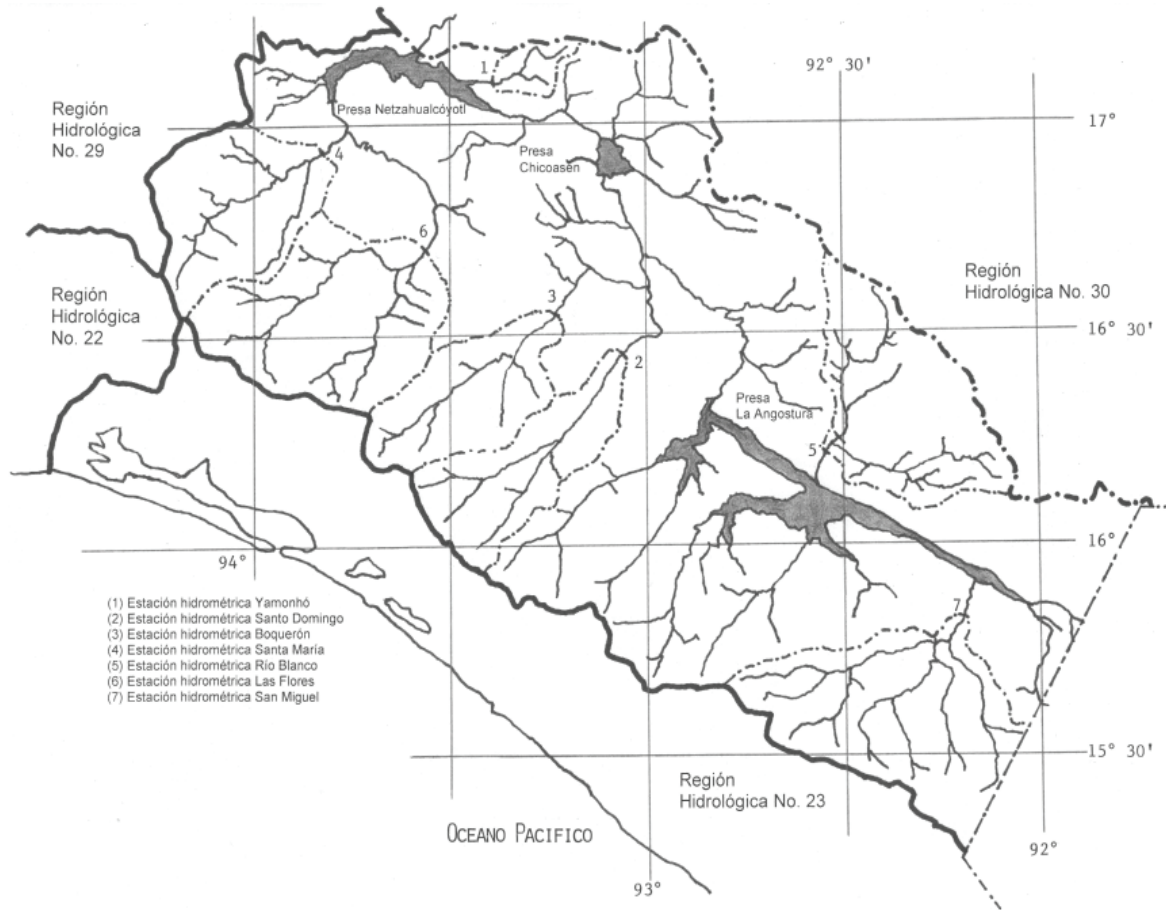 92° 30'
1
Región
Hidrológica
No. 29
Presa Netzahualcóyotl
17°
4
Presa
Chicoasén
6
Región
Hidrológica
No. 22
3
Región
Hidrológica No. 30
16° 30'
2
Presa
La Angostura
5
16°
94°
(1) Estación hidrométrica Yamonhó
(2) Estación hidrométrica Santo Domingo
(3) Estación hidrométrica Boquerón
(4) Estación hidrométrica Santa María
(5) Estación hidrométrica Río Blanco
(6) Estación hidrométrica Las Flores
(7) Estación hidrométrica San Miguel
7
15° 30'
Región
Hidrológica No. 23
OCEANO PACIFICO
92°
93°